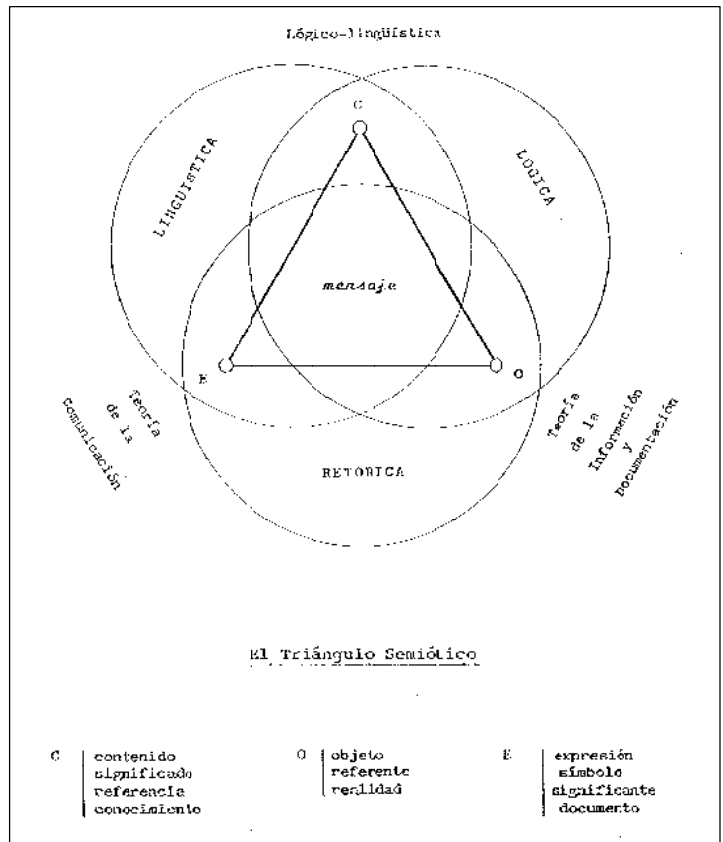 Lógico-lingüística
C
LINGUISTICA
LOGICA
mensaje
E
O
Teoría
de la
Comunicación
Teoría
de la
Información
y
Documentación
RETORICA
El Triángulo Semiótico
C
contenido
significado
referencia
conocimiento
O
objeto
referente
realidad
E
expresión
símbolo
significante
documento